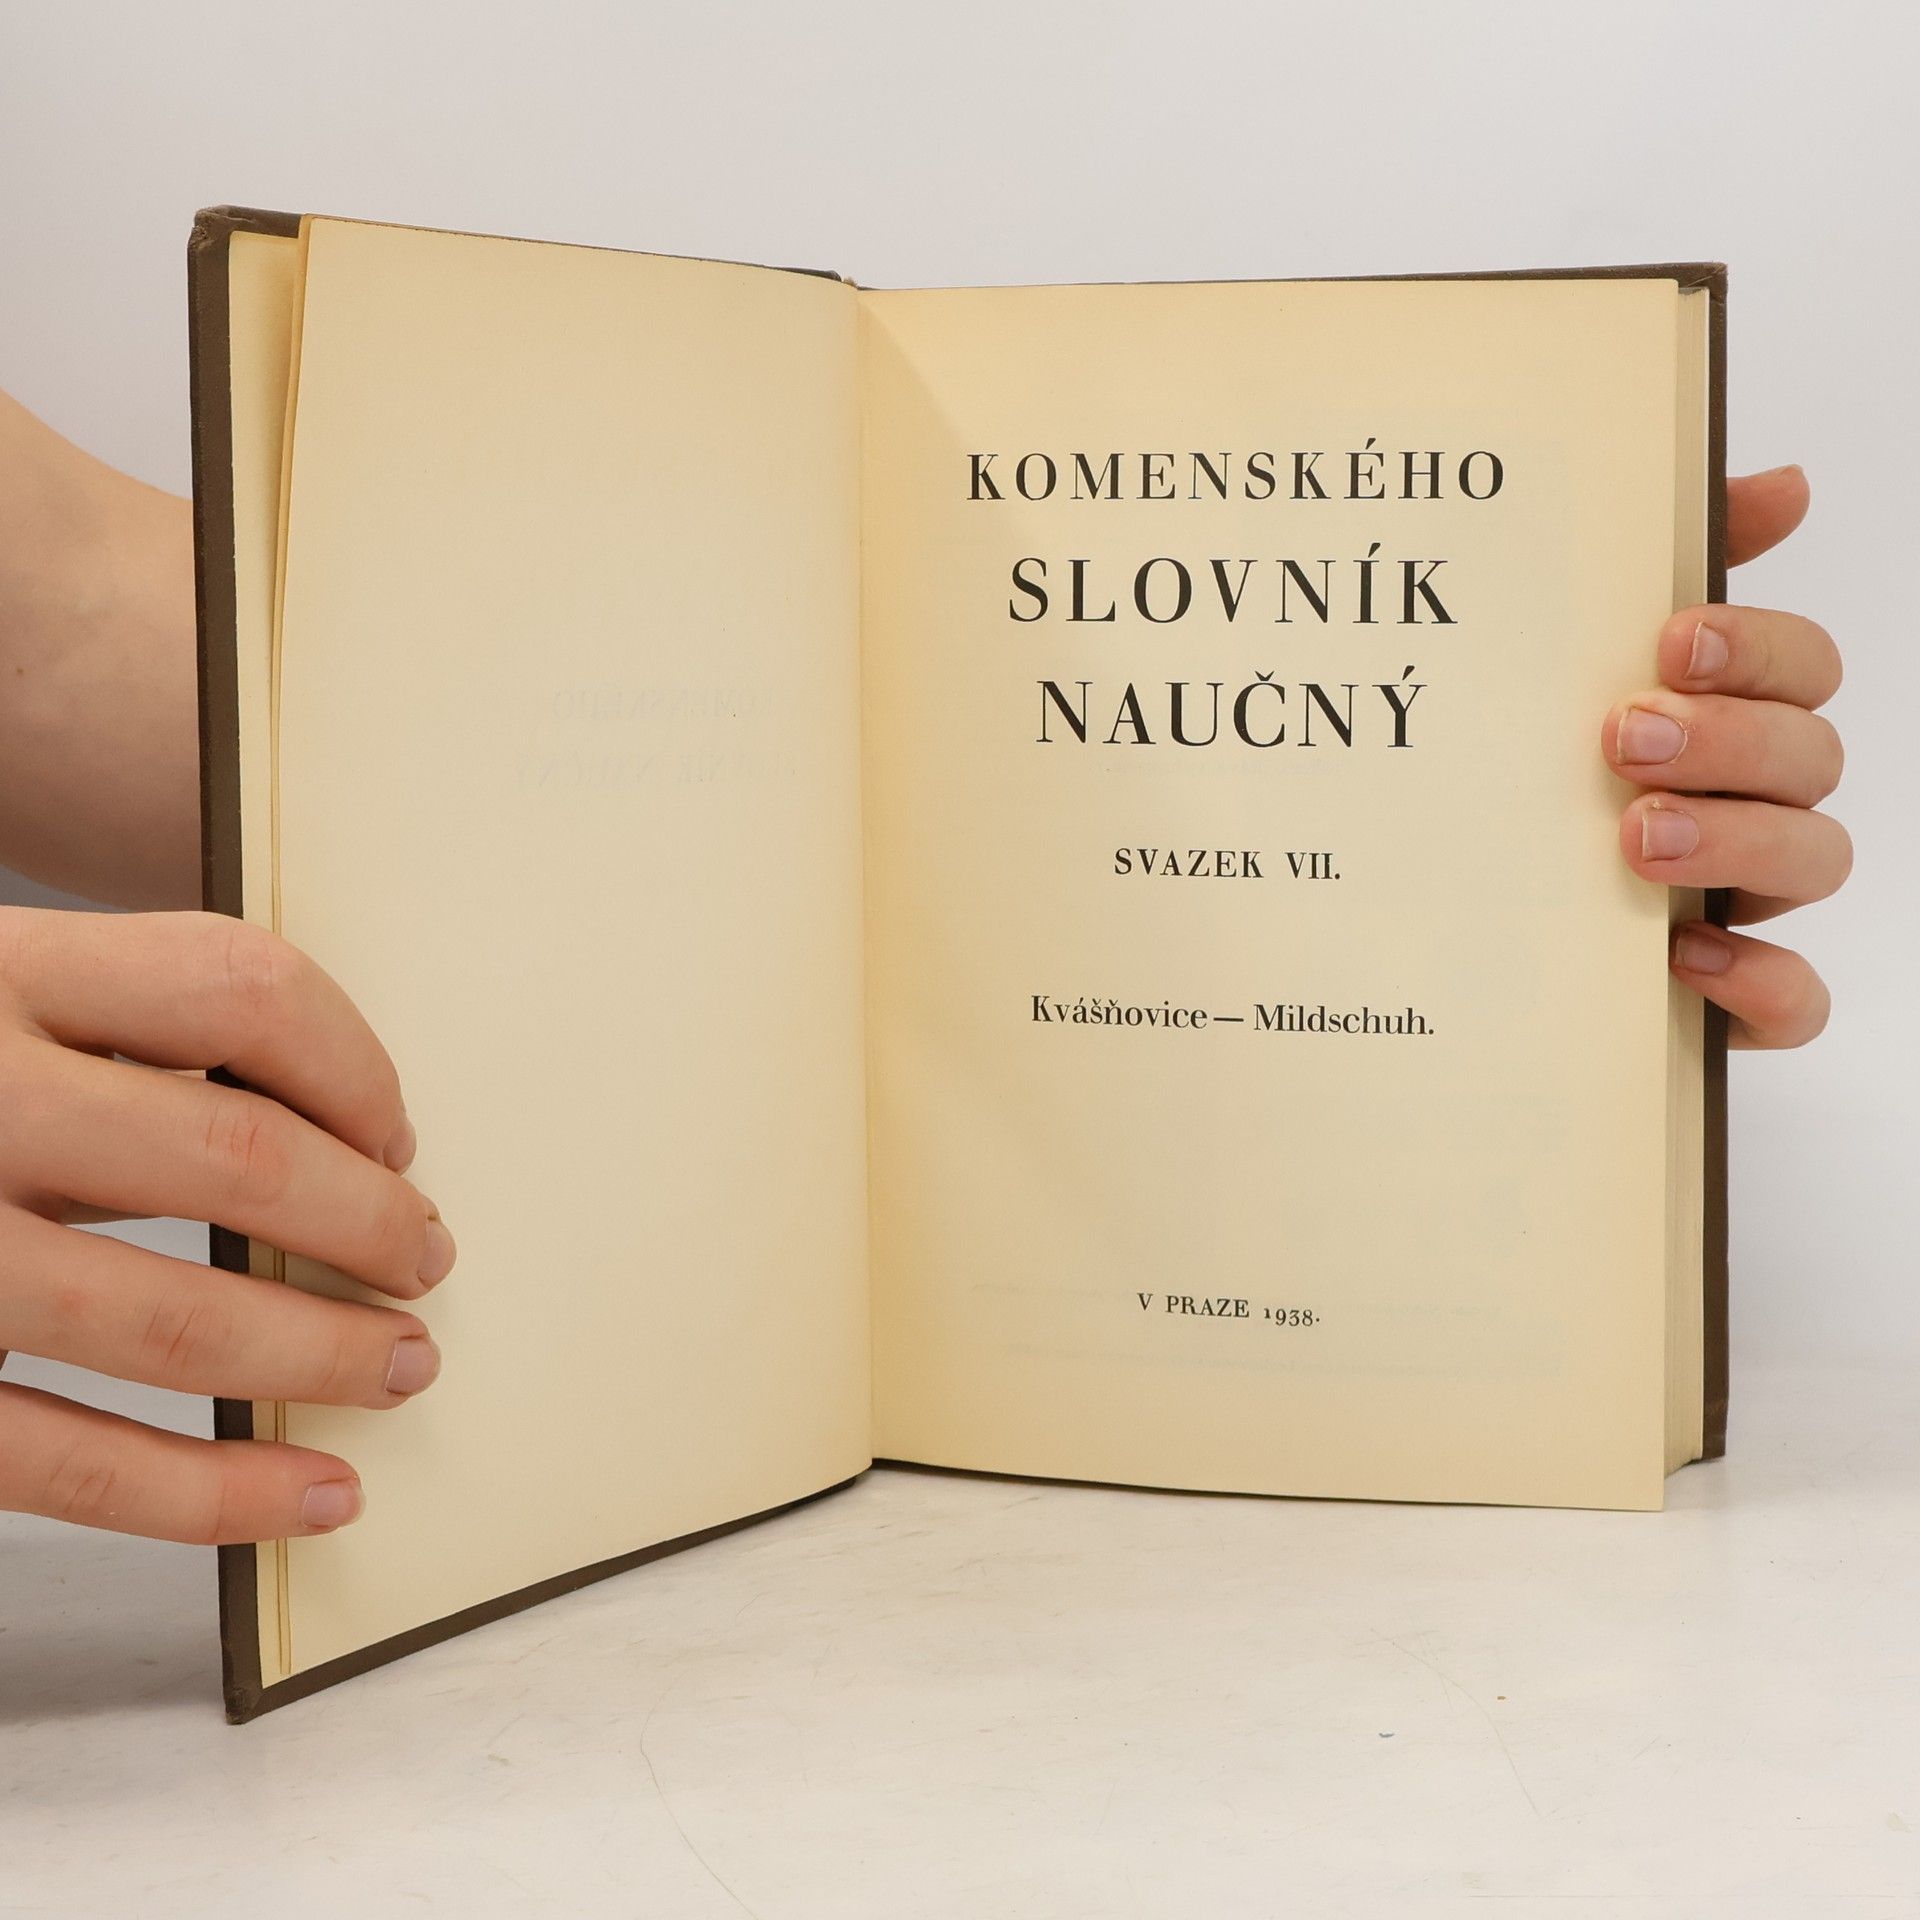 KOMENSKÉHO
SLOVNÍK
NAUČNÝ
SVAZEK VII.
Kvášňovice — Mildschuh.
V PRAZE 1938.